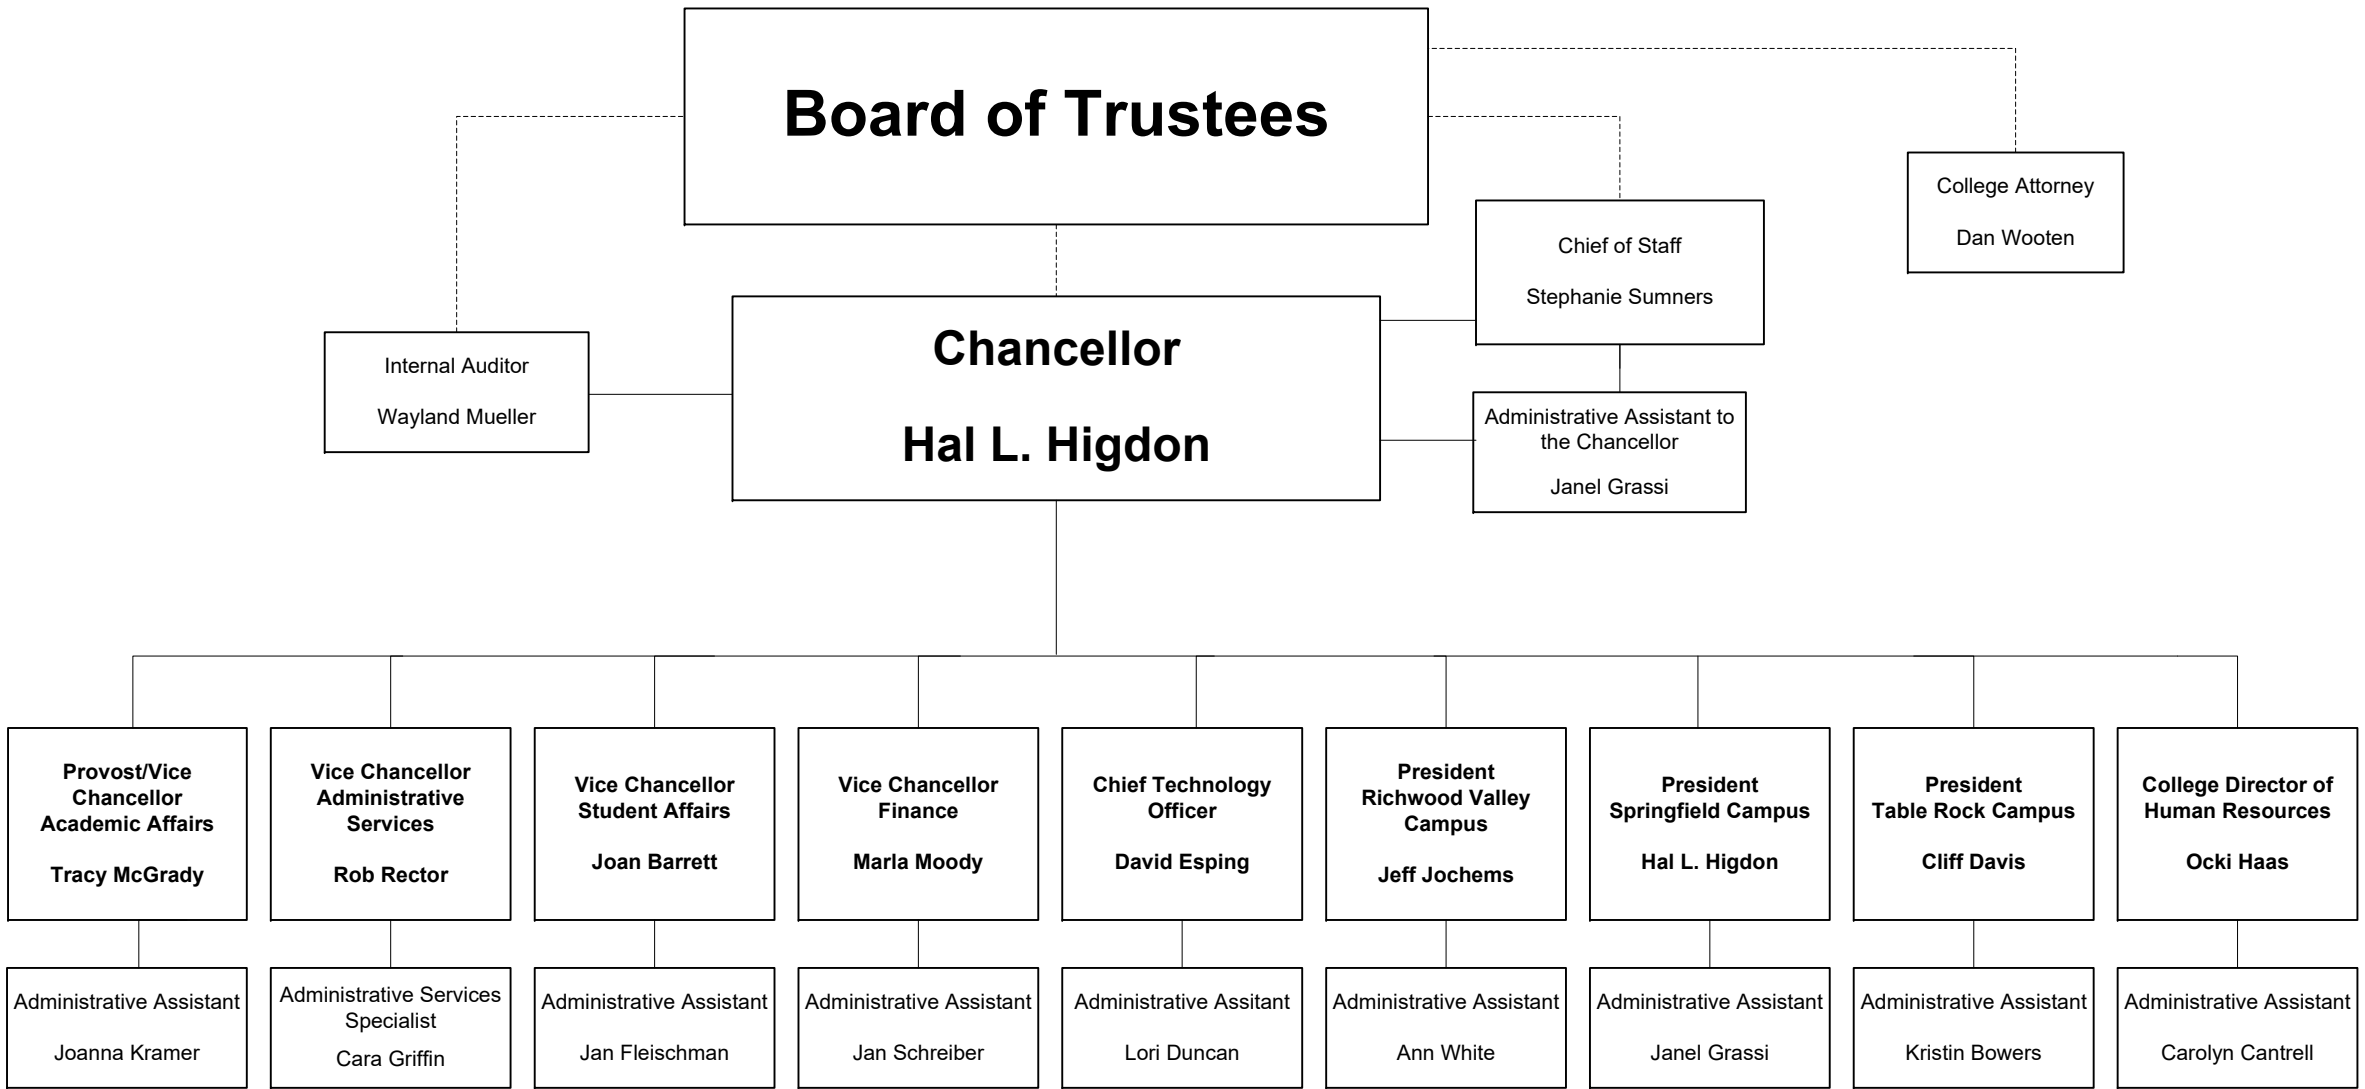 Board of Trustees
College Attorney
Dan Wooten
Chief of Staff
Stephanie Sumners
Chancellor
Hal L. Higdon
Internal Auditor
Wayland Mueller
Administrative Assistant to
the Chancellor
Janel Grassi
Provost/Vice
Chancellor
Academic Affairs
Tracy McGrady
Vice Chancellor
Administrative
Services
Rob Rector
Vice Chancellor
Student Affairs
Joan Barrett
Vice Chancellor
Finance
Marla Moody
Chief Technology
Officer
David Esping
President
Richwood Valley
Campus
Jeff Jochems
President
Springfield Campus
Hal L. Higdon
President
Table Rock Campus
Cliff Davis
College Director of
Human Resources
Ocki Haas
Administrative Assistant
Joanna Kramer
Administrative Services
Specialist
Cara Griffin
Administrative Assistant
Jan Fleischman
Administrative Assistant
Jan Schreiber
Administrative Assitant
Lori Duncan
Administrative Assistant
Ann White
Administrative Assistant
Janel Grassi
Administrative Assistant
Kristin Bowers
Administrative Assistant
Carolyn Cantrell